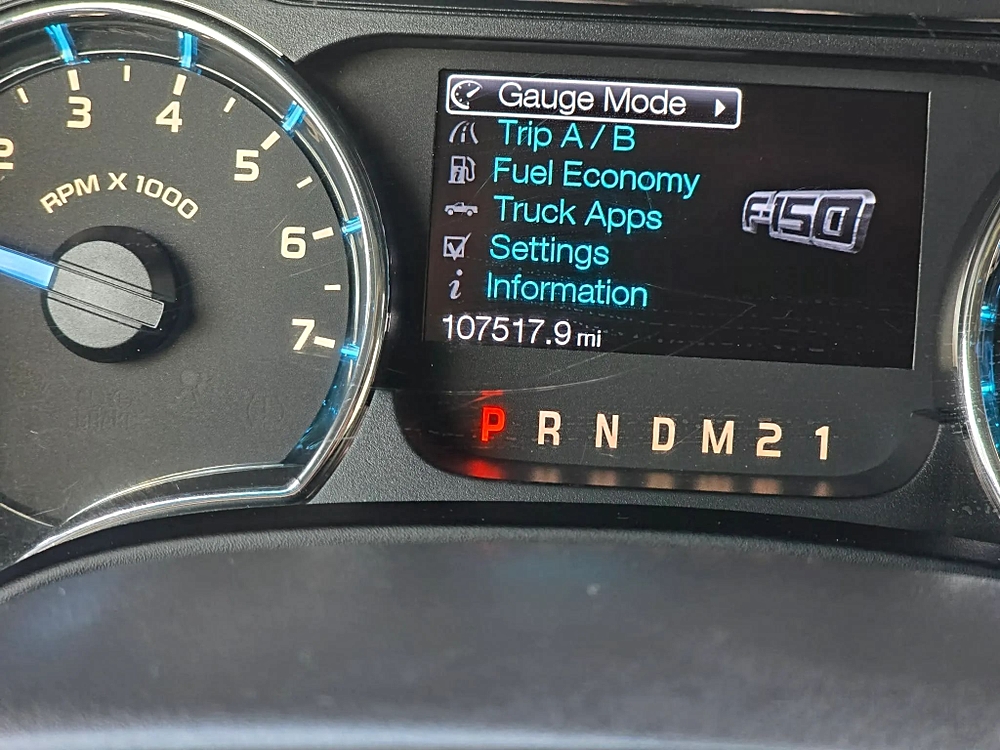 2
3
4
5
6
7
RPM X 1000
Gauge Mode
Trip A / B
Fuel Economy
Truck Apps
Settings
Information
F-150
107517.9 mi
P R N D M 2 1